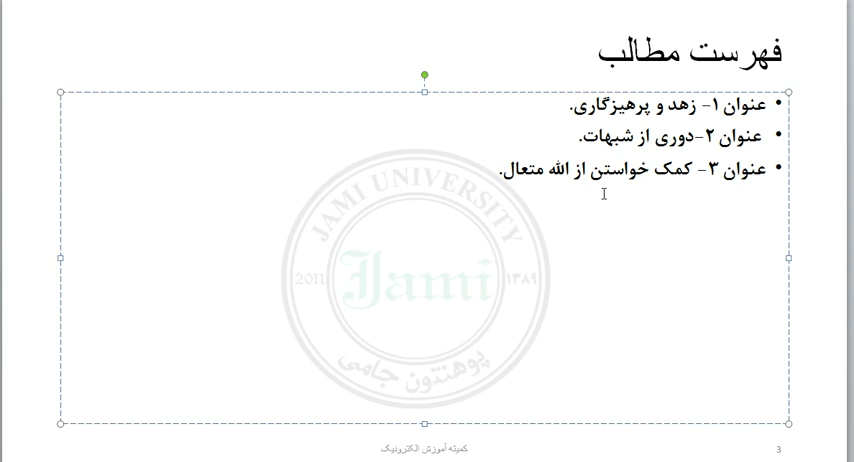 فهرست مطالب
• عنوان ۱- زهد و پرهیزگاری.
• عنوان ۲-دوری از شبهات.
• عنوان ۳- کمک خواستن از الله متعال.
JAMI UNIVERSITY
2011 Jami ۱۳۸۹
پوهنتون جامی
کمیته آموزش الکترونیک
3